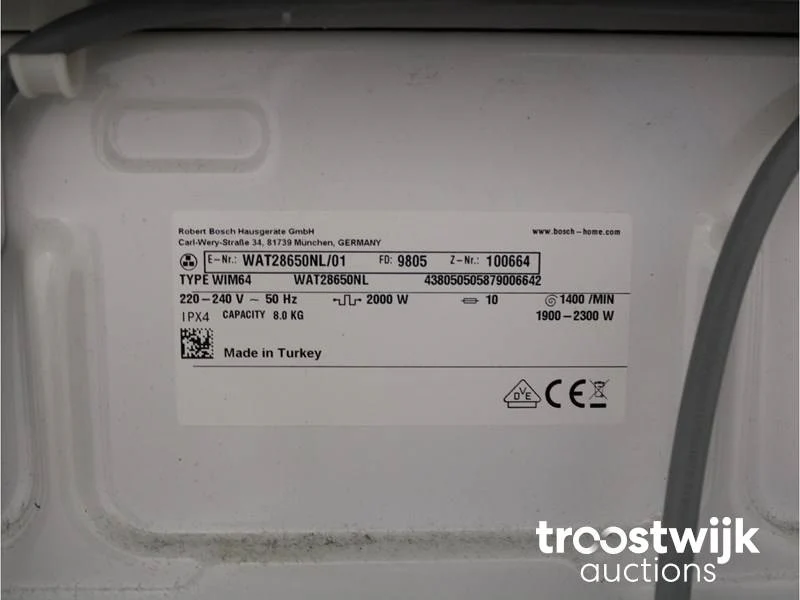 Robert Bosch Hausgeräte GmbH
Carl-Wery-Straße 34, 81739 München, GERMANY
www.bosch-home.com
E-Nr.: WAT28650NL/01 FD: 9805 Z-Nr.: 100664
TYPE WIM64 WAT28650NL 438050505879006642
220-240 V ~ 50 Hz 2000 W 10 1400 /MIN
IPX4 CAPACITY 8.0 KG 1900-2300 W
Made in Turkey
DVE CE
troostwijk
auctions